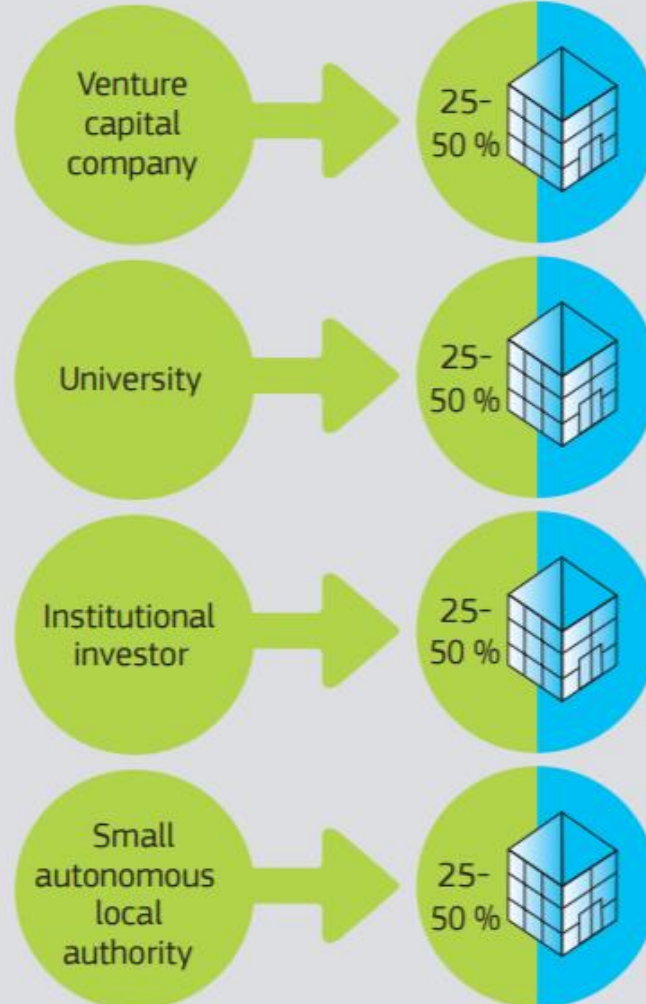 Venture
capital
company
25-
50 %
University
25-
50 %
Institutional
investor
25-
50 %
Small
autonomous
local
authority
25-
50 %